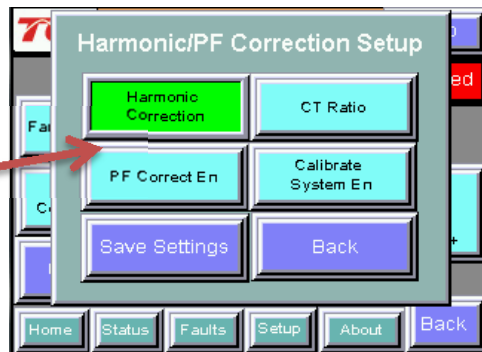 Harmonic/PF Correction Setup
Harmonic
Correction
CT Ratio
PF Correct En
Calibrate
System En
Save Settings
Back
Home
Status
Faults
Setup
About
Back